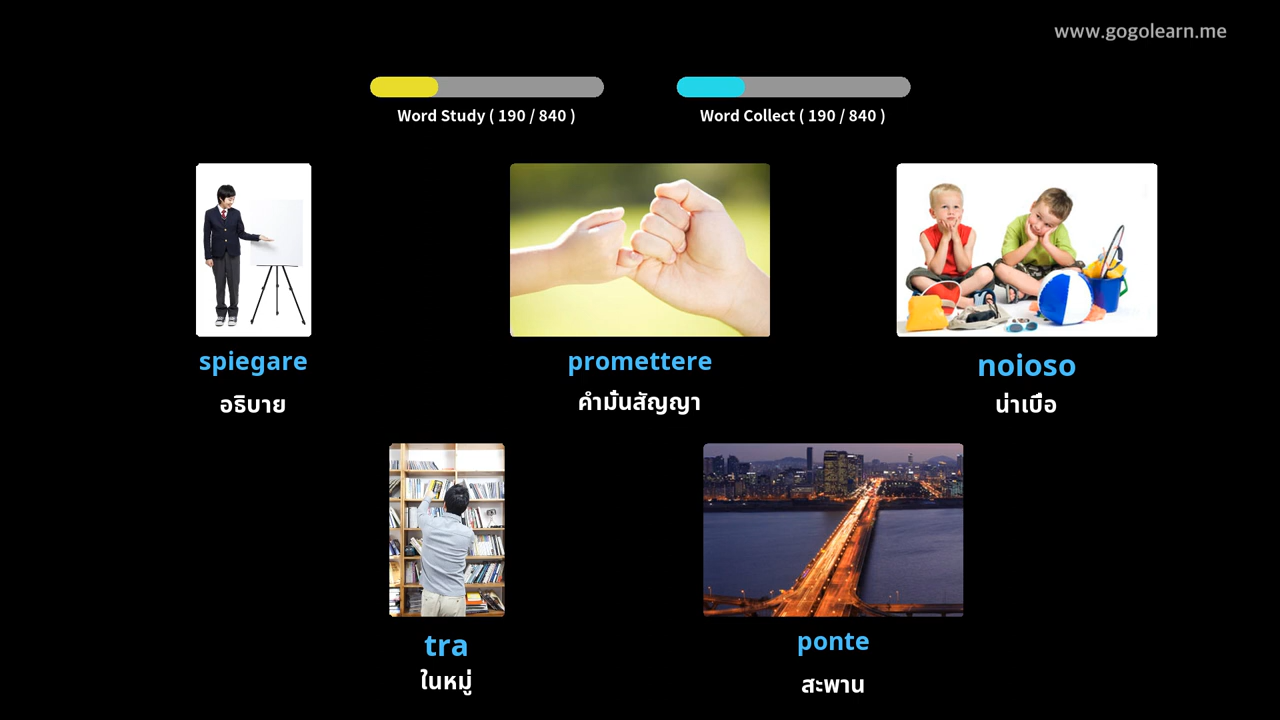 www.gogolearn.me
Word Study ( 190 / 840 )
Word Collect ( 190 / 840 )
spiegare
อธิบาย
promettere
คำมั่นสัญญา
noioso
น่าเบื่อ
tra
ในหมู่
ponte
สะพาน